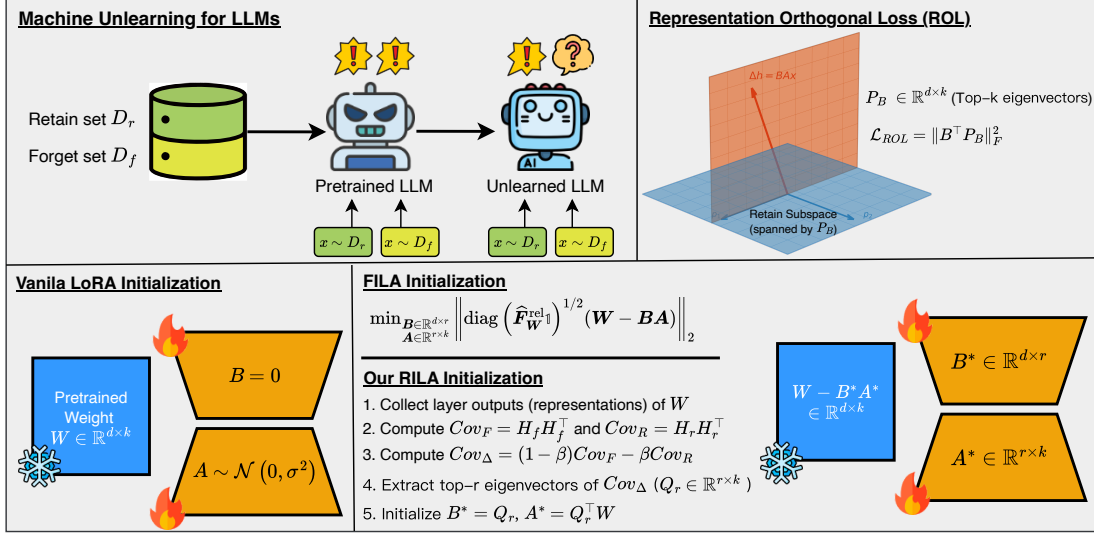 Machine Unlearning for LLMs
Retain set $D_r$
Forget set $D_f$
AI
Pretrained LLM
Unlearned LLM
$x \sim D_r$
$x \sim D_f$
$x \sim D_r$
$x \sim D_f$
Representation Orthogonal Loss (ROL)
$\Delta h = BAx$
$P_B \in \mathbb{R}^{d \times k}$ (Top-k eigenvectors)
$\mathcal{L}_{ROL} = \|B^\top P_B\|_F^2$
Retain Subspace
(spanned by $P_B$)
Vanila LoRA Initialization
Pretrained
Weight
$W \in \mathbb{R}^{d \times k}$
$B = 0$
$A \sim \mathcal{N}(0, \sigma^2)$
FILA Initialization
$\min_{\substack{B \in \mathbb{R}^{d \times r} \\ A \in \mathbb{R}^{r \times k}}} \left\| \text{diag}\left(\widehat{F}_W^{\text{rel}} \mathbb{1}\right)^{1/2} (W - BA) \right\|_2$
Our RILA Initialization
1. Collect layer outputs (representations) of $W$
2. Compute $Cov_F = H_f H_f^\top$ and $Cov_R = H_r H_r^\top$
3. Compute $Cov_\Delta = (1 - \beta)Cov_F - \beta Cov_R$
4. Extract top-r eigenvectors of $Cov_\Delta$ ($Q_r \in \mathbb{R}^{r \times k}$ )
5. Initialize $B^* = Q_r$, $A^* = Q_r^\top W$
$W - B^* A^*$
$\in \mathbb{R}^{d \times k}$
$B^* \in \mathbb{R}^{d \times r}$
$A^* \in \mathbb{R}^{r \times k}$